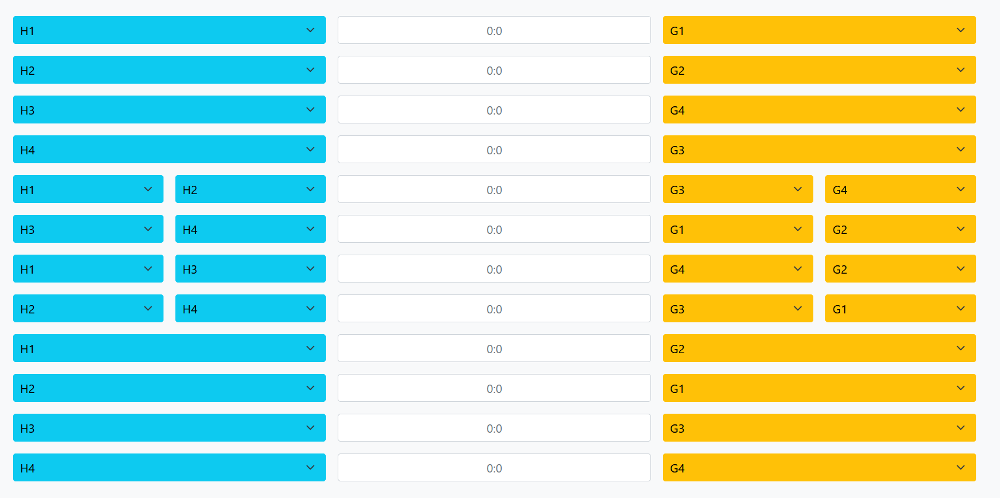 H1 0:0 G1
H2 0:0 G2
H3 0:0 G4
H4 0:0 G3
H1 H2 0:0 G3 G4
H3 H4 0:0 G1 G2
H1 H3 0:0 G4 G2
H2 H4 0:0 G3 G1
H1 0:0 G2
H2 0:0 G1
H3 0:0 G3
H4 0:0 G4